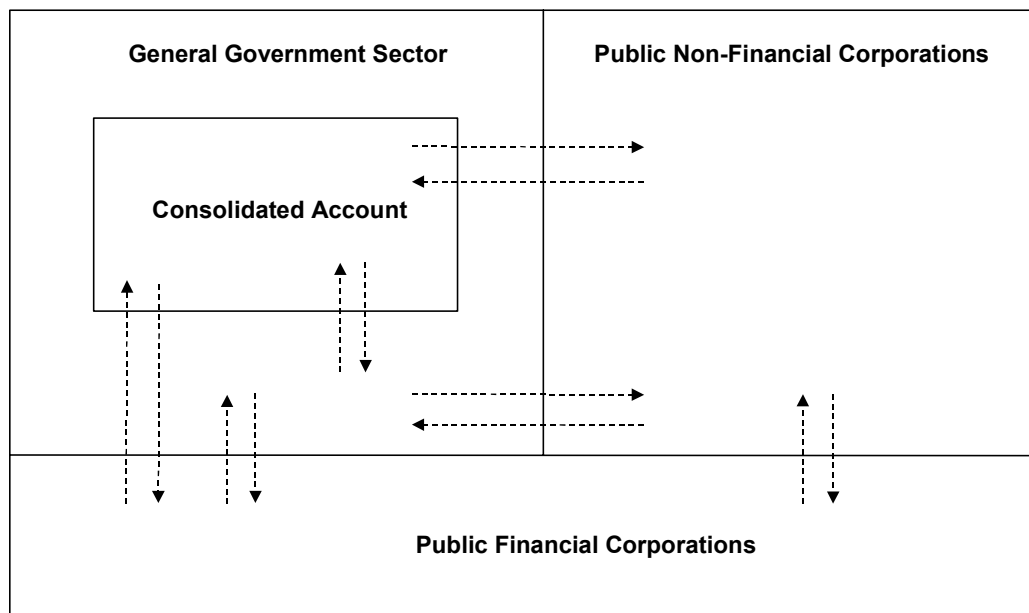 General Government Sector
Public Non-Financial Corporations
Consolidated Account
Public Financial Corporations